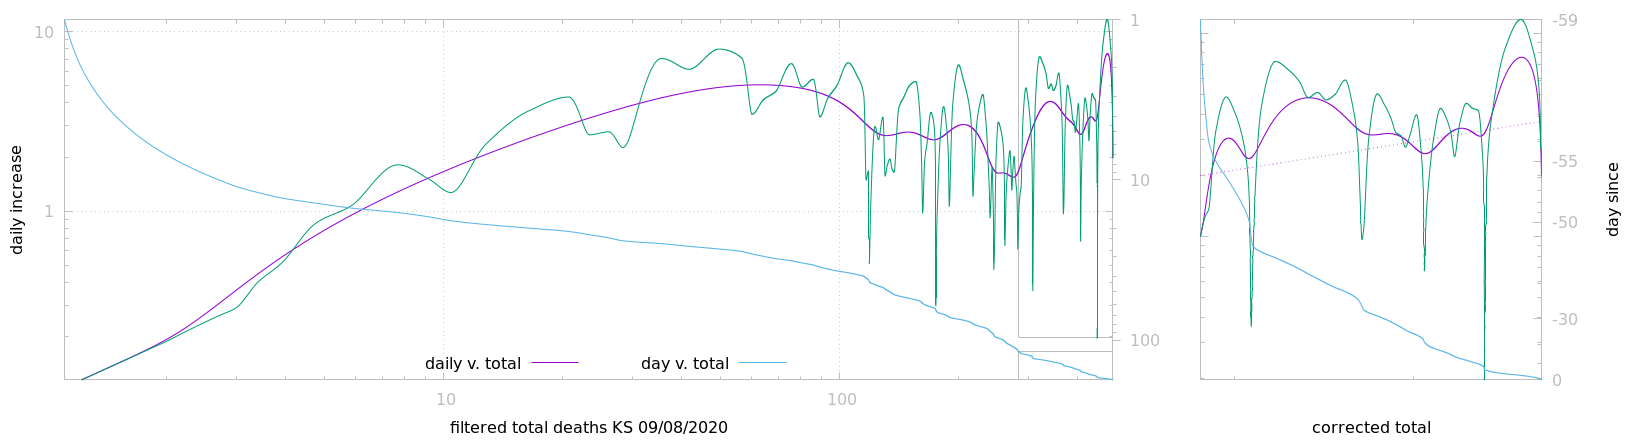 10
1
daily increase
daily v. total
day v. total
10
100
filtered total deaths KS 09/08/2020
1
10
100
-59
-55
-50
-30
0
day since
corrected total